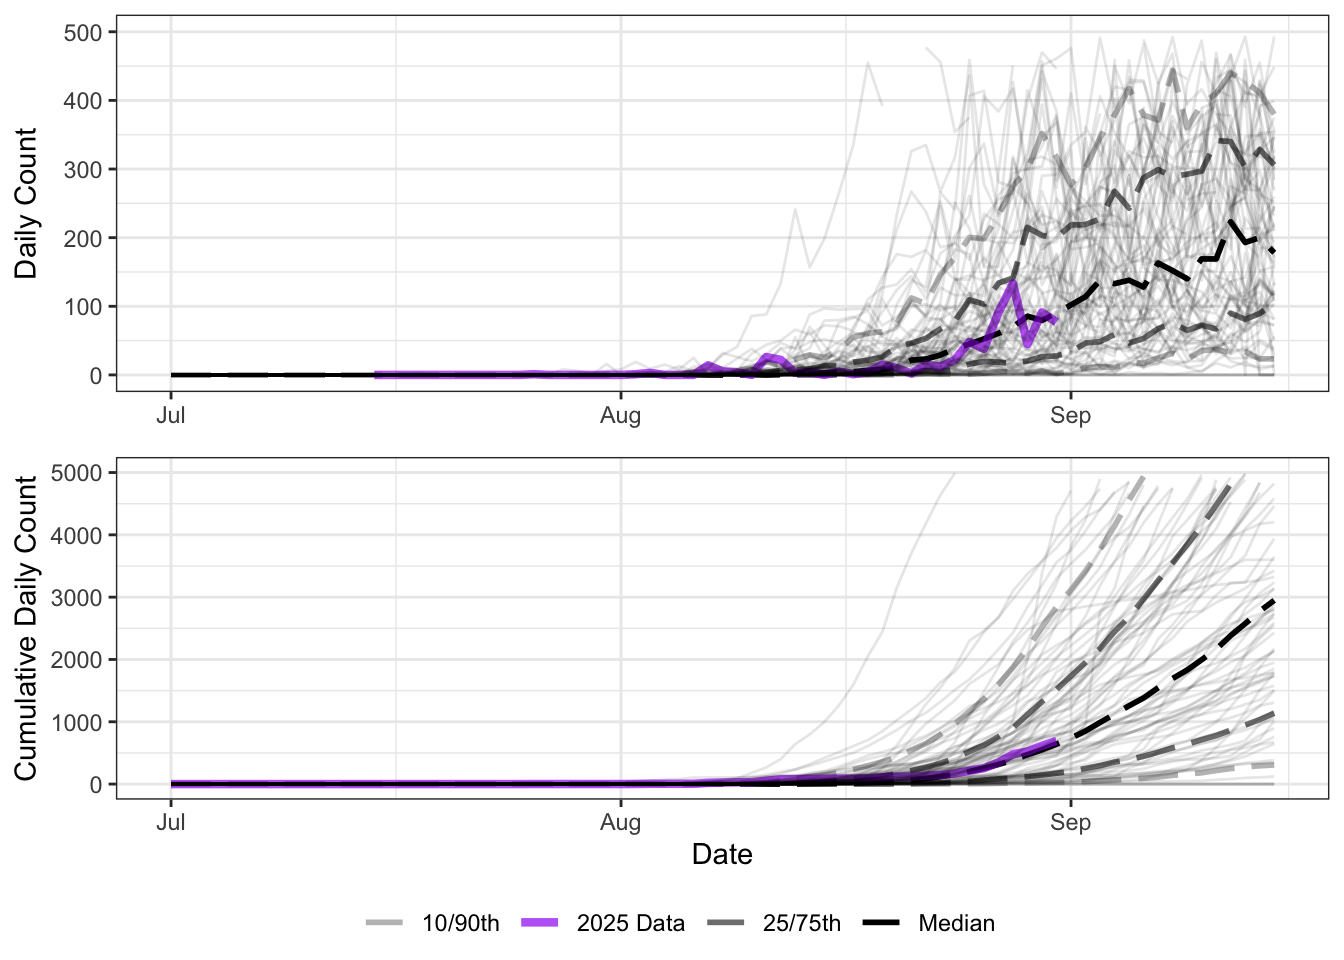 Daily Count
500
400
300
200
100
0
Jul Aug Sep
Cumulative Daily Count
5000
4000
3000
2000
1000
0
Jul Aug Sep
Date
10/90th 2025 Data 25/75th Median